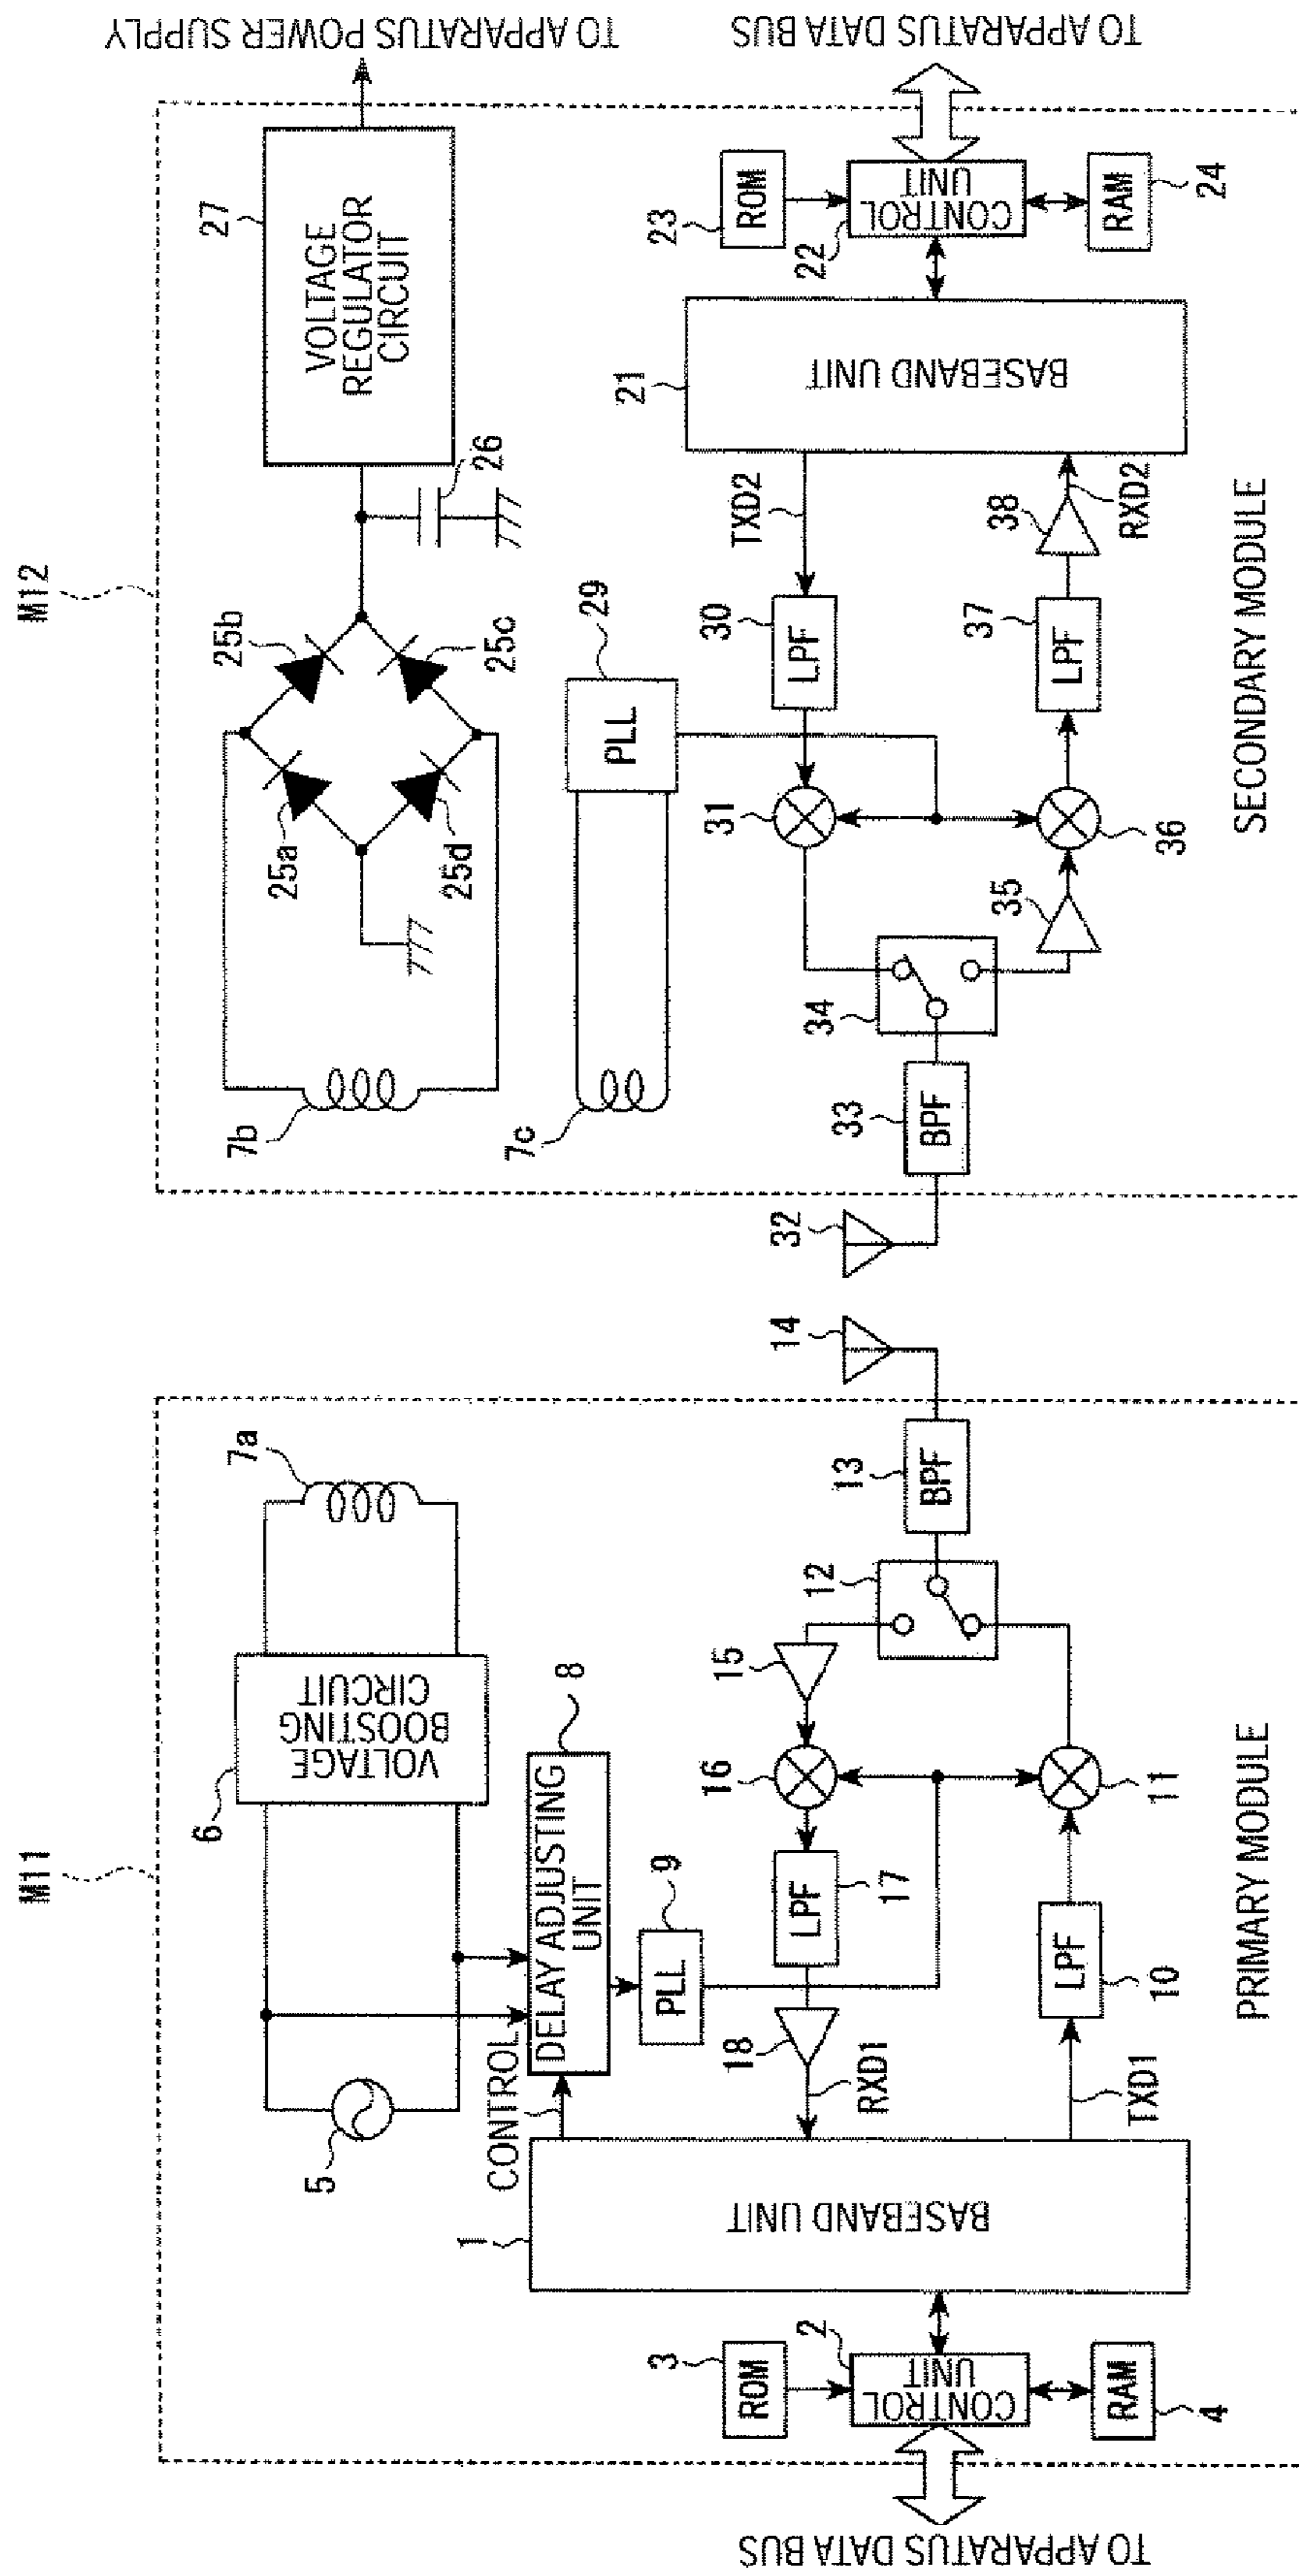 M11
M12
7a
6
VOLTAGE
BOOSTING
CIRCUIT
5
CONTROL
DELAY ADJUSTING
UNIT
8
9
PLL
1
BASEBAND UNIT
3
ROM
2
CONTROL
UNIT
RAM
4
TO APPARATUS DATA BUS
18
RXD1
LPF
17
16
15
12
13
BPF
14
TXD1
LPF
10
11
PRIMARY MODULE
7b
25a
25b
25c
25d
26
27
VOLTAGE
REGULATOR
CIRCUIT
TO APPARATUS POWER SUPPLY
7c
29
PLL
32
33
BPF
34
31
30
LPF
TXD2
21
BASEBAND
UNIT
35
36
37
LPF
38
RXD2
23
ROM
22
CONTROL
UNIT
RAM
24
TO APPARATUS DATA BUS
SECONDARY MODULE